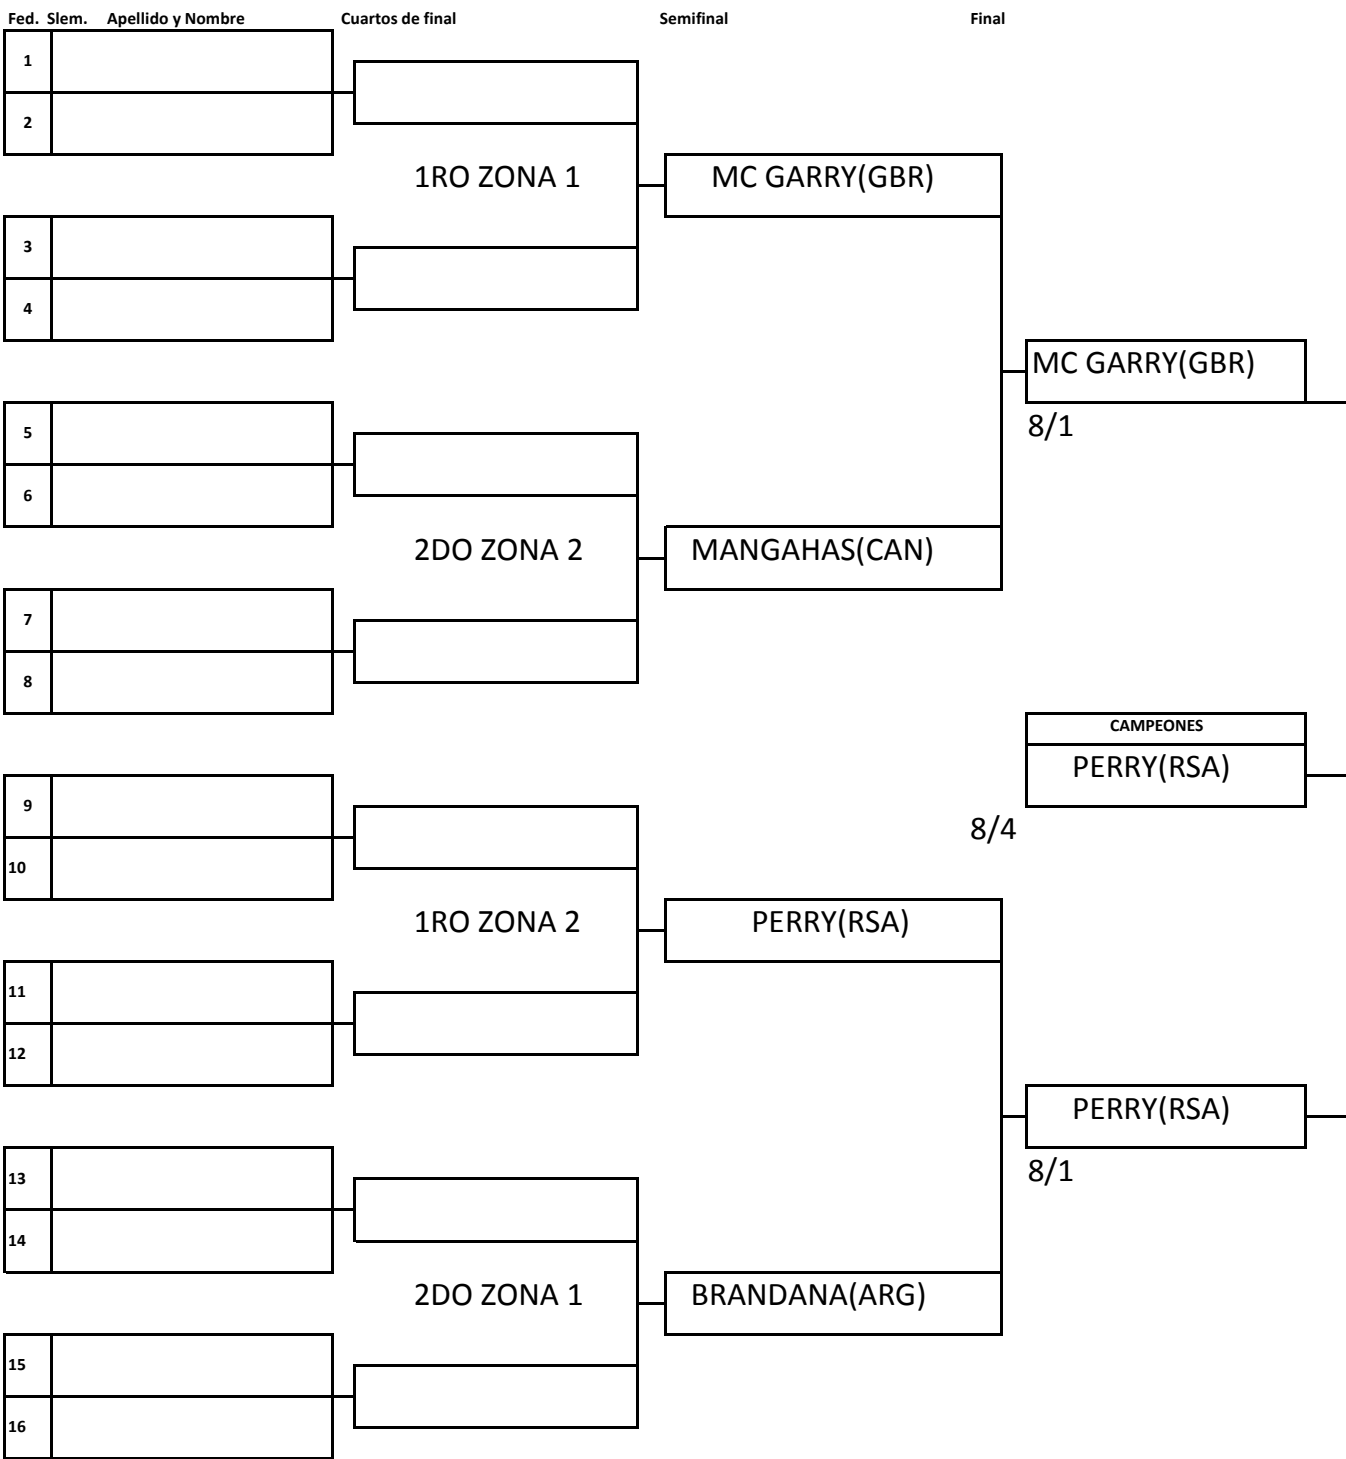 Fed. Slem. Apellido y Nombre Cuartos de final Semifinal Final
1
2
1RO ZONA 1 MC GARRY(GBR)
3
4
MC GARRY(GBR)
5 8/1
6
2DO ZONA 2 MANGAHAS(CAN)
7
8
CAMPEONES
PERRY(RSA)
9
8/4
10
1RO ZONA 2 PERRY(RSA)
11
12
PERRY(RSA)
13 8/1
14
2DO ZONA 1 BRANDANA(ARG)
15
16